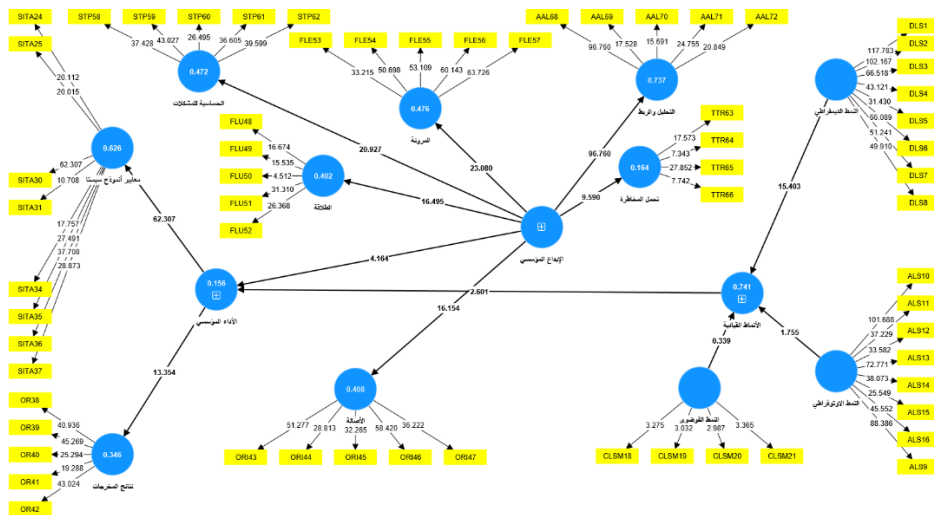 SITA24
SITA25
20.112
20.015
0.626
معايير أنموذج سيستا
62.307
10.708
SITA30
SITA31
17.757
27.491
37.708
28.873
SITA34
SITA35
SITA36
SITA37
STP58
STP59
STP60
STP61
STP62
37.428
43.027
26.495
36.605
39.599
0.472
الحساسية للمشكلات
FLE53
FLE54
FLE55
FLE56
FLE57
33.215
50.698
53.109
60.143
63.726
0.476
المرونة
AAL68
AAL69
AAL70
AAL71
AAL72
96.760
17.528
15.691
24.755
20.849
0.737
التحليل والربط
DLS1
DLS2
DLS3
DLS4
DLS5
DLS6
DLS7
DLS8
117.783
102.167
66.518
43.121
31.430
66.089
51.241
49.910
النمط الديمقراطي
FLU48
FLU49
FLU50
FLU51
FLU52
16.674
15.535
4.512
31.310
26.368
0.402
الطلاقة
TTR63
TTR64
TTR65
TTR66
17.573
7.343
27.852
7.742
0.164
تحمل المخاطرة
20.927
23.080
96.760
9.590
16.495
الإبداع المؤسسي
4.164
16.154
15.403
62.307
0.156
الأداء المؤسسي
2.601
0.741
الأنماط القيادية
13.354
0.339
1.755
ALS10
ALS11
ALS12
ALS13
ALS14
ALS15
ALS16
ALS9
101.688
37.229
33.582
72.771
38.073
25.549
45.552
88.386
النمط الاوتوقراطي
OR38
OR39
OR40
OR41
OR42
40.936
45.269
25.294
19.288
43.024
0.346
نتائج المخرجات
0.408
الأصالة
51.277
28.813
32.265
58.420
36.222
ORI43
ORI44
ORI45
ORI46
ORI47
النمط الفوضوي
3.275
3.032
2.987
3.365
CLSM18
CLSM19
CLSM20
CLSM21